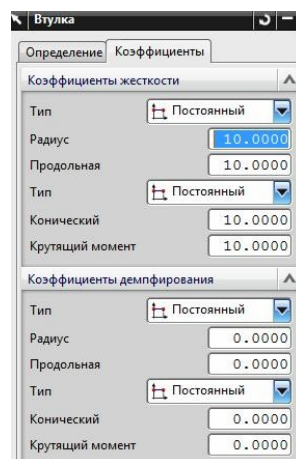 Втулка
Определение Коэффициенты
Коэффициенты жесткости
Тип Постоянный
Радиус 10.0000
Продольная 10.0000
Тип Постоянный
Конический 10.0000
Крутящий момент 10.0000
Коэффициенты демпфирования
Тип Постоянный
Радиус 0.0000
Продольная 0.0000
Тип Постоянный
Конический 0.0000
Крутящий момент 0.0000